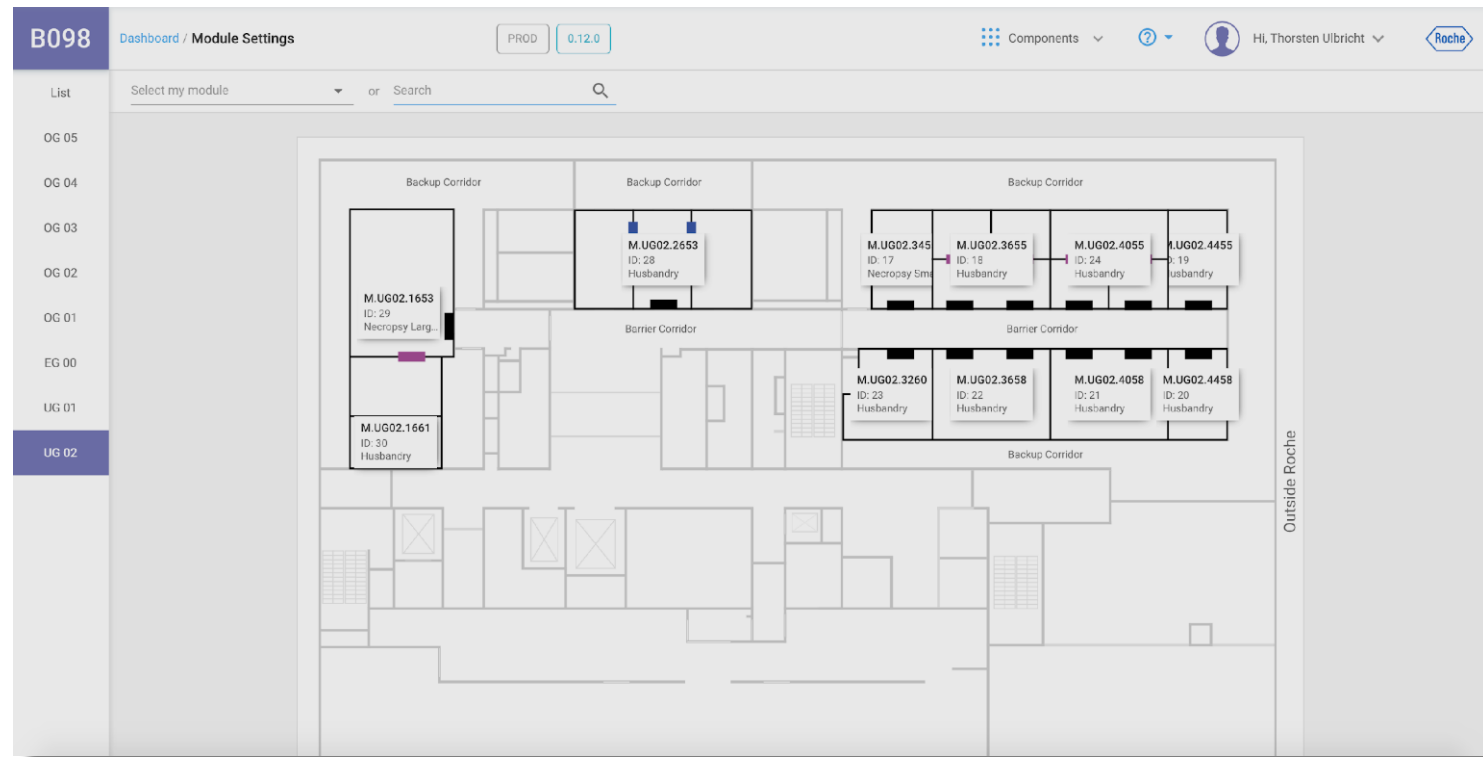 B098
Dashboard / Module Settings
PROD
0.12.0
Components
Hi, Thorsten Ulbricht
Roche
List
OG 05
OG 04
OG 03
OG 02
OG 01
EG 00
UG 01
UG 02
Select my module
or
Search
Backup Corridor
Backup Corridor
Backup Corridor
M.UG02.1653
ID: 29
Necropsy Larg...
M.UG02.2653
ID: 28
Husbandry
M.UG02.345
ID: 17
Necropsy Sm
M.UG02.3655
ID: 18
Husbandry
M.UG02.4055
ID: 24
Husbandry
M.UG02.4455
ID: 19
Husbandry
Barrier Corridor
Barrier Corridor
M.UG02.3260
ID: 23
Husbandry
M.UG02.3658
ID: 22
Husbandry
M.UG02.4058
ID: 21
Husbandry
M.UG02.4458
ID: 20
Husbandry
M.UG02.1661
ID: 30
Husbandry
Backup Corridor
Outside Roche